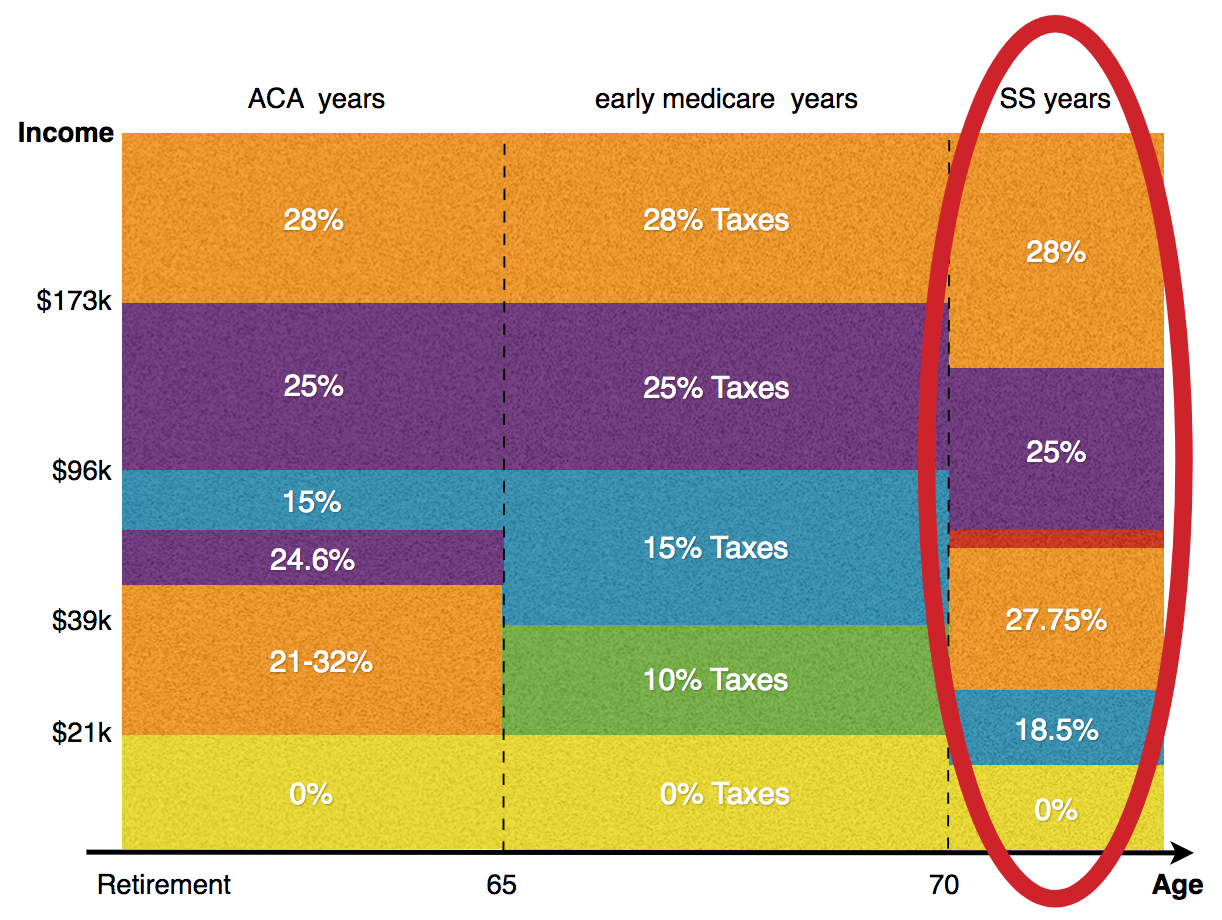 ACA years
early medicare years
SS years
Income
28%
28% Taxes
28%
$173k
25%
25% Taxes
25%
$96k
15%
15% Taxes
24.6%
27.75%
$39k
21-32%
10% Taxes
18.5%
$21k
0%
0% Taxes
0%
Retirement
65
70
Age